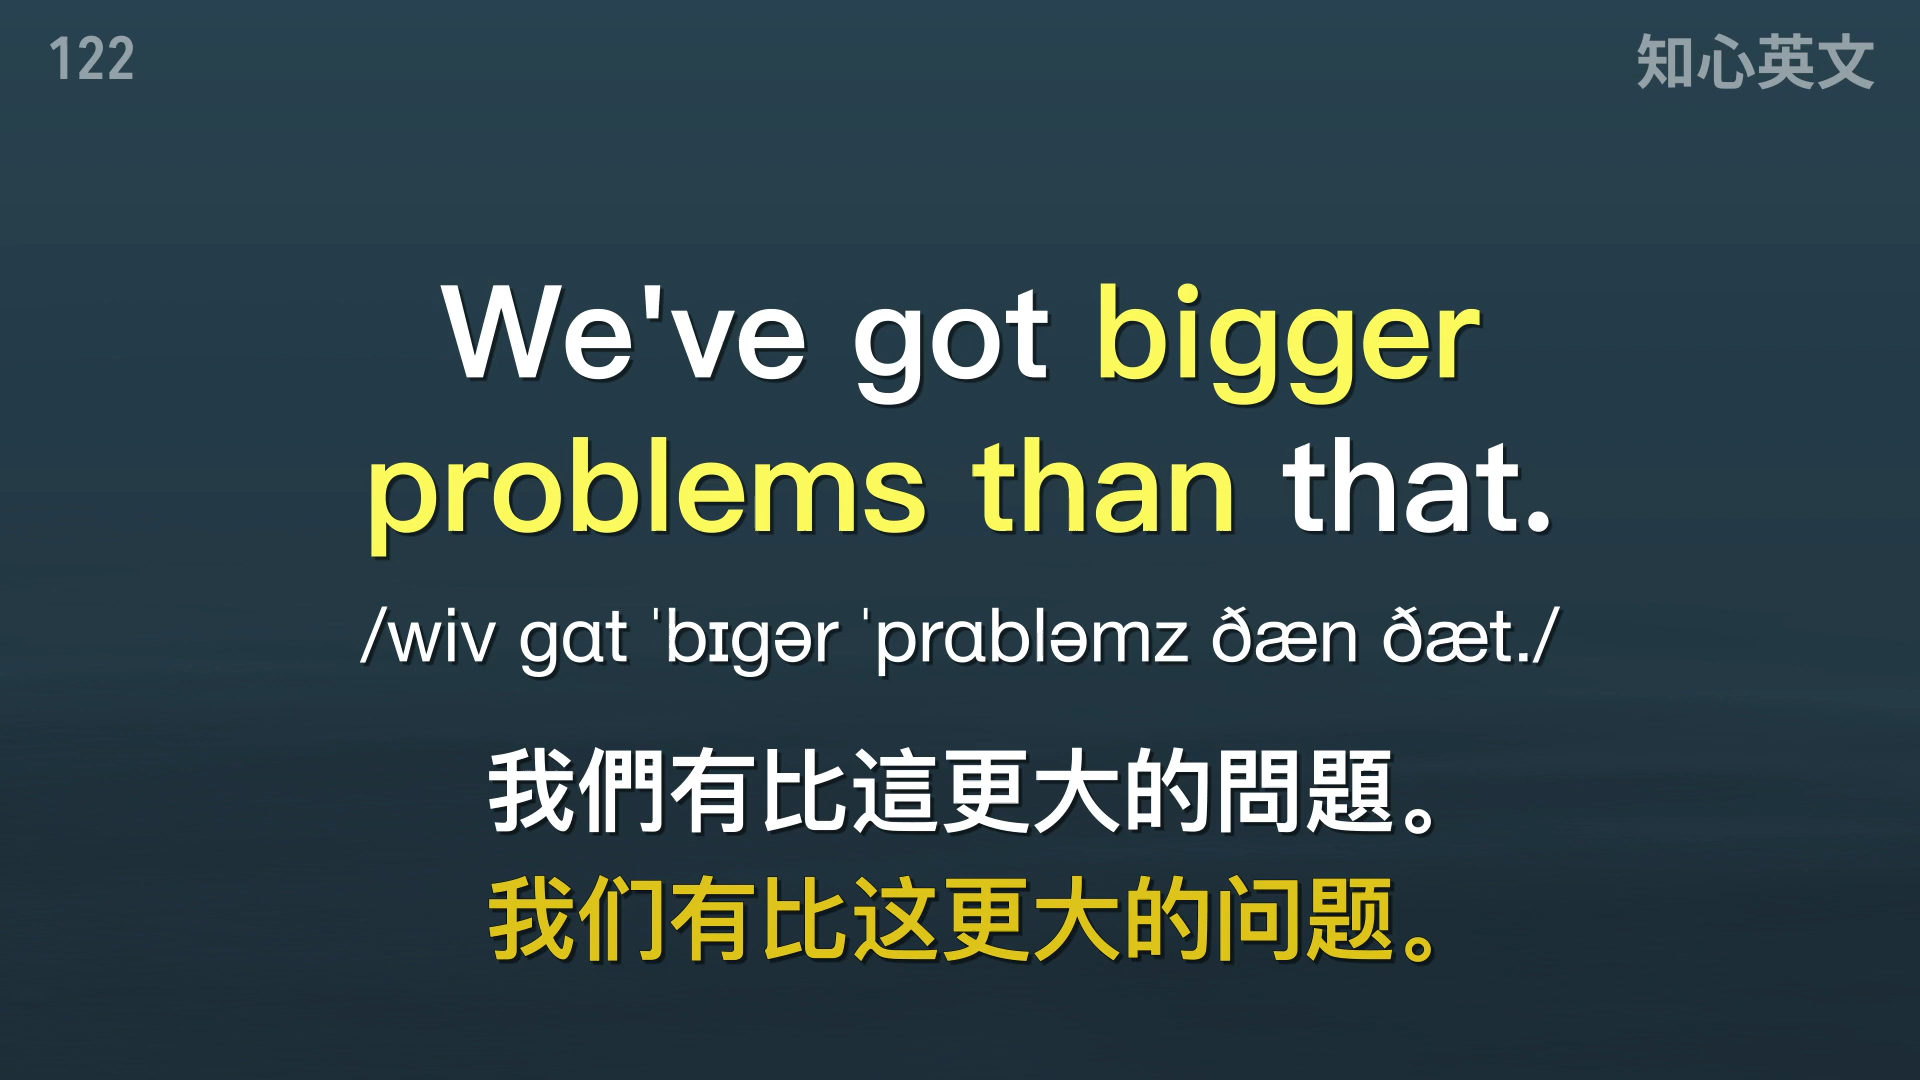 122
知心英文
We've got bigger
problems than that.
/wiv gɑt ˈbɪgər ˈprɑbləmz ðæn ðæt./
我們有比這更大的問題。
我们有比这更大的问题。